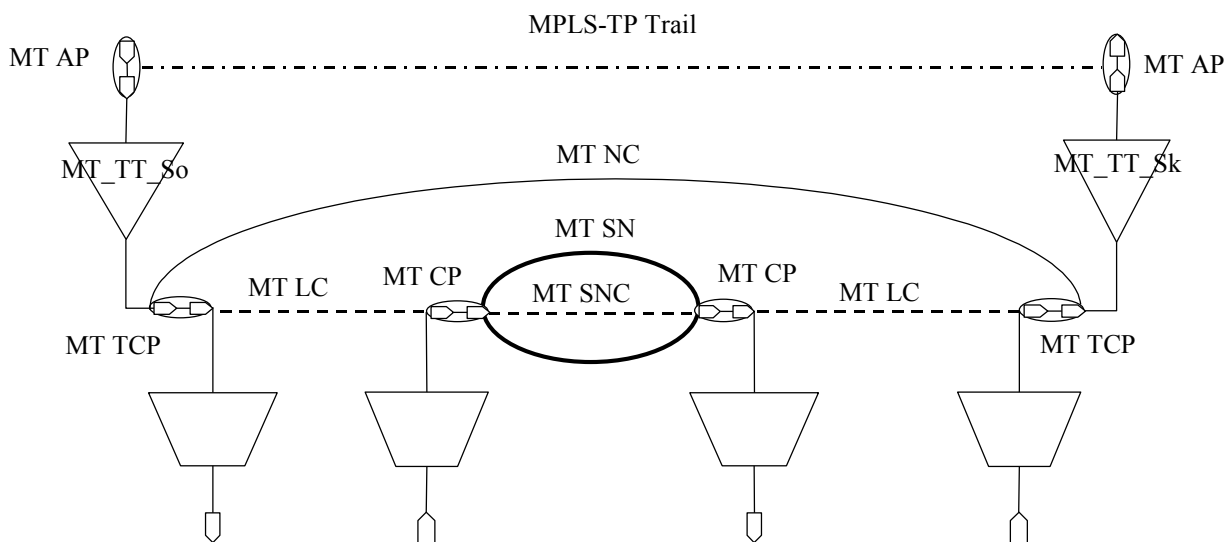 MPLS-TP Trail
MT AP
MT AP
MT_TT_So
MT NC
MT_TT_Sk
MT SN
MT CP
MT CP
MT LC
MT SNC
MT LC
MT TCP
MT TCP